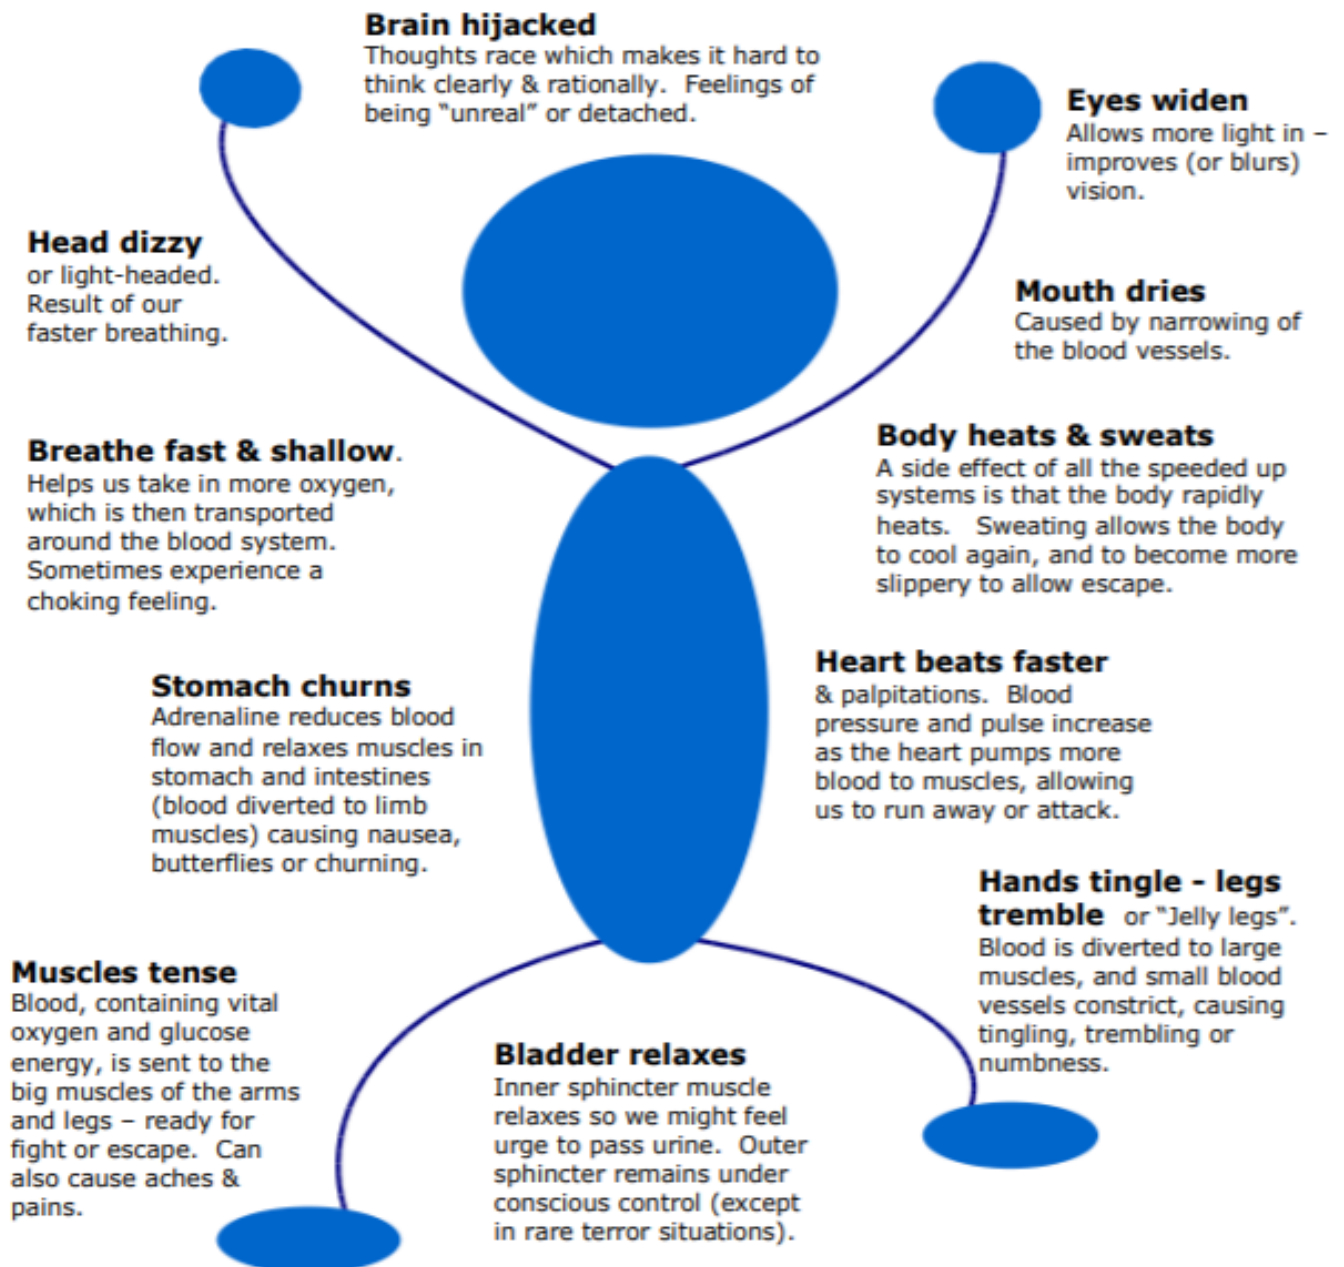 Brain hijacked
Thoughts race which makes it hard to
think clearly & rationally.  Feelings of
being “unreal” or detached.
Eyes widen
Allows more light in –
improves (or blurs)
vision.
Head dizzy
or light-headed.
Result of our
faster breathing.
Mouth dries
Caused by narrowing of
the blood vessels.
Breathe fast & shallow.
Helps us take in more oxygen,
which is then transported
around the blood system.
Sometimes experience a
choking feeling.
Body heats & sweats
A side effect of all the speeded up
systems is that the body rapidly
heats.   Sweating allows the body
to cool again, and to become more
slippery to allow escape.
Stomach churns
Adrenaline reduces blood
flow and relaxes muscles in
stomach and intestines
(blood diverted to limb
muscles) causing nausea,
butterflies or churning.
Heart beats faster
& palpitations.  Blood
pressure and pulse increase
as the heart pumps more
blood to muscles, allowing
us to run away or attack.
Hands tingle - legs
tremble  or “Jelly legs”.
Blood is diverted to large
muscles, and small blood
vessels constrict, causing
tingling, trembling or
numbness.
Muscles tense
Blood, containing vital
oxygen and glucose
energy, is sent to the
big muscles of the arms
and legs – ready for
fight or escape.  Can
also cause aches &
pains.
Bladder relaxes
Inner sphincter muscle
relaxes so we might feel
urge to pass urine.  Outer
sphincter remains under
conscious control (except
in rare terror situations).